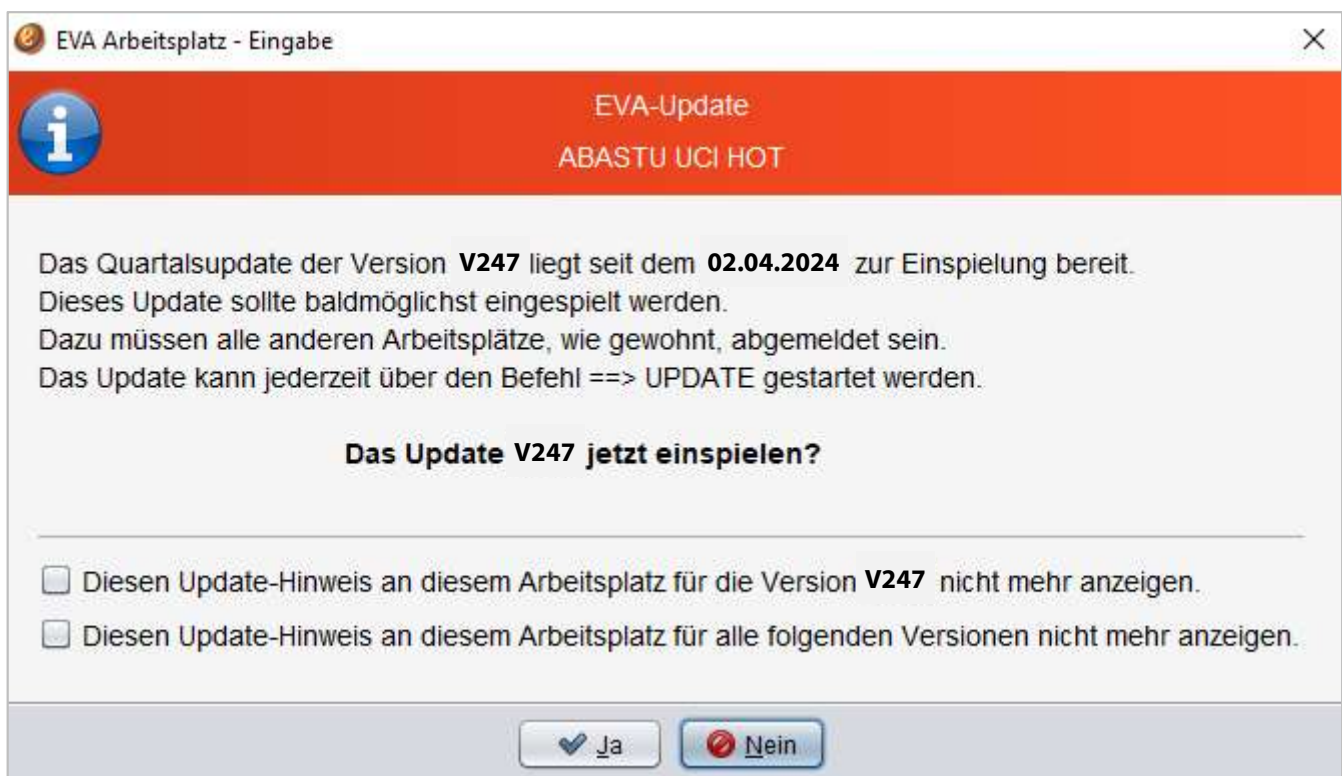 EVA Arbeitsplatz - Eingabe
EVA-Update
ABASTU UCI HOT
Das Quartalsupdate der Version V247 liegt seit dem 02.04.2024 zur Einspielung bereit.
Dieses Update sollte baldmöglichst eingespielt werden.
Dazu müssen alle anderen Arbeitsplätze, wie gewohnt, abgemeldet sein.
Das Update kann jederzeit über den Befehl ==> UPDATE gestartet werden.
Das Update V247 jetzt einspielen?
Diesen Update-Hinweis an diesem Arbeitsplatz für die Version V247 nicht mehr anzeigen.
Diesen Update-Hinweis an diesem Arbeitsplatz für alle folgenden Versionen nicht mehr anzeigen.
Ja Nein